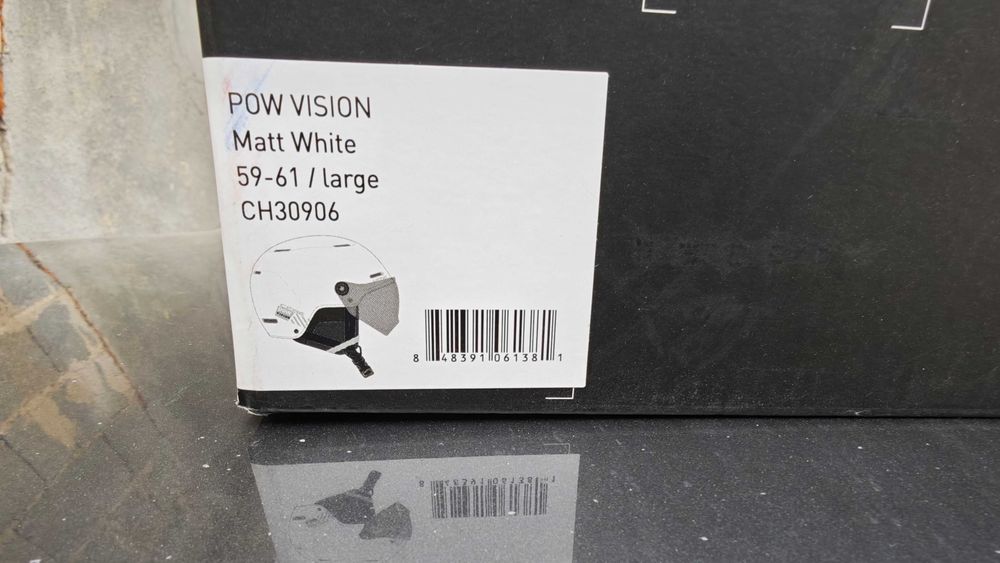 POW VISION
Matt White
59-61 / large
CH30906
8 48391 06138 1